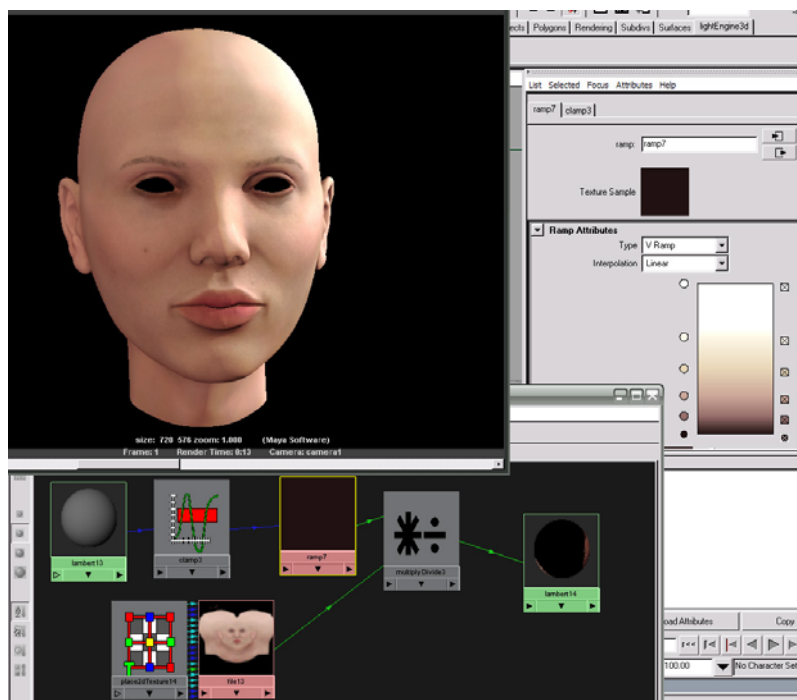 ects Polygons Rendering Subdivs Surfaces lightEngine3d
List Selected Focus Attributes Help
ramp7 clamp3
ramp: ramp7
Texture Sample
Ramp Attributes
Type V Ramp
Interpolation Linear
size: 720 576 zoom: 1.000 (Maya Software)
Frame: 1 Render Time: 0:13 Camera: camera1
lambert13
clamp3
ramp7
multiplyDivide3
lambert14
place2dTexture14
file13
oad Attributes
Copy
100.00
No Character Set